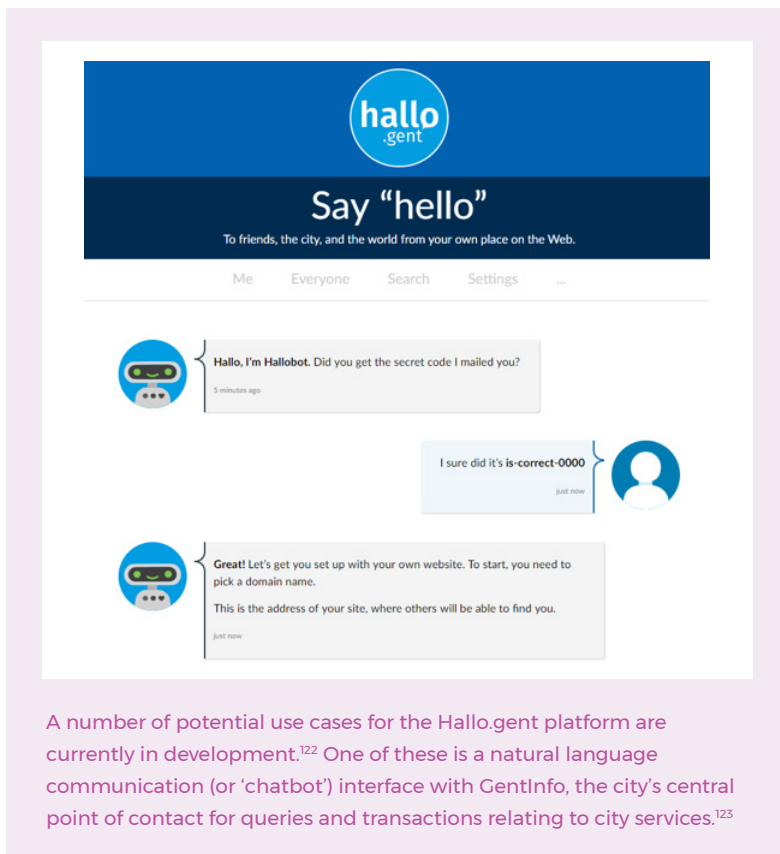 hallo
.gent
Say “hello”
To friends, the city, and the world from your own place on the Web.
Me Everyone Search Settings ...
Hallo, I'm Hallobot. Did you get the secret code I mailed you?
5 minutes ago
I sure did it's is-correct-0000
just now
Great! Let's get you set up with your own website. To start, you need to
pick a domain name.
This is the address of your site, where others will be able to find you.
just now
A number of potential use cases for the Hallo.gent platform are
currently in development.¹²² One of these is a natural language
communication (or ‘chatbot’) interface with GentInfo, the city’s central
point of contact for queries and transactions relating to city services.¹²³